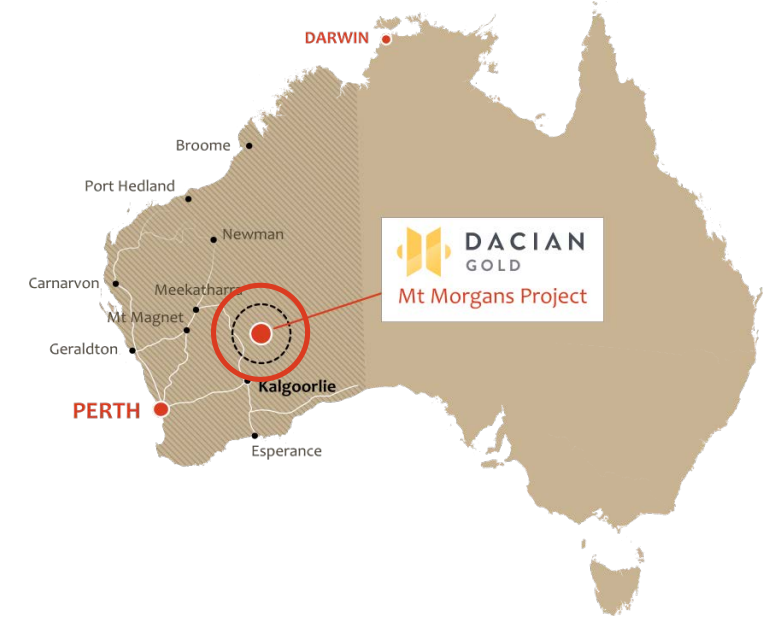 DARWIN
Broome
Port Hedland
Newman
DACIAN
GOLD
Mt Morgans Project
Carnarvon
Meekatharra
Mt Magnet
Geraldton
Kalgoorlie
PERTH
Esperance